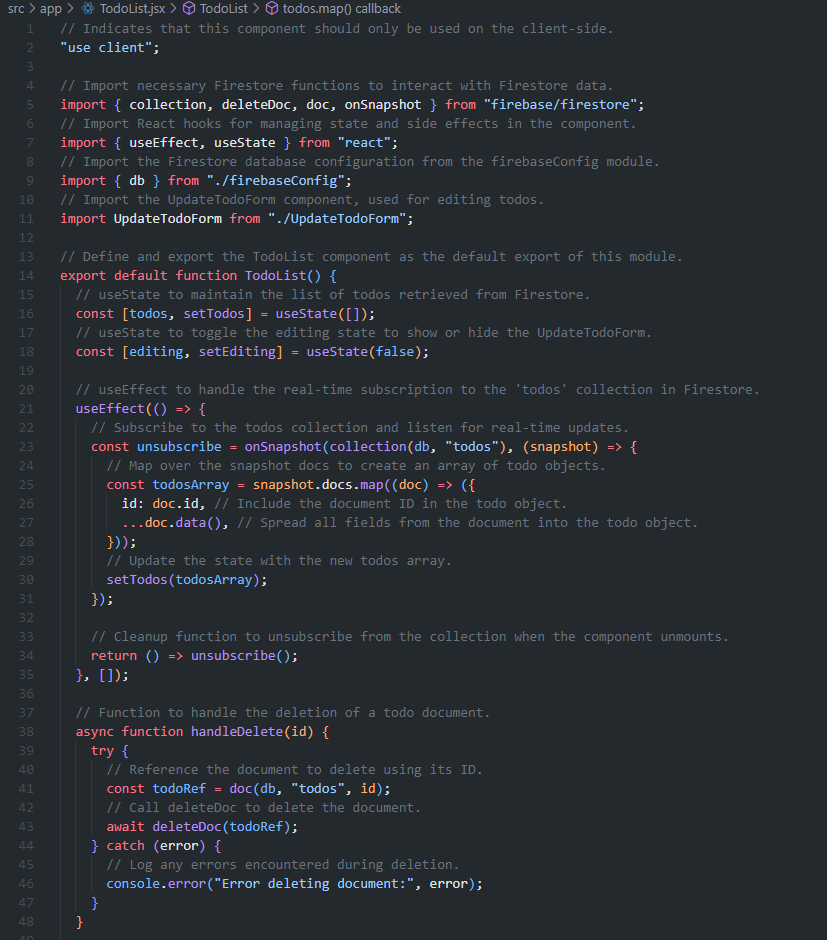 src > app > TodoList.jsx > TodoList > todos.map() callback
1 // Indicates that this component should only be used on the client-side.
2 "use client";
3
4 // Import necessary Firestore functions to interact with Firestore data.
5 import { collection, deleteDoc, doc, onSnapshot } from "firebase/firestore";
6 // Import React hooks for managing state and side effects in the component.
7 import { useEffect, useState } from "react";
8 // Import the Firestore database configuration from the firebaseConfig module.
9 import { db } from "./firebaseConfig";
10 // Import the UpdateTodoForm component, used for editing todos.
11 import UpdateTodoForm from "./UpdateTodoForm";
12
13 // Define and export the TodoList component as the default export of this module.
14 export default function TodoList() {
15   // useState to maintain the list of todos retrieved from Firestore.
16   const [todos, setTodos] = useState([]);
17   // useState to toggle the editing state to show or hide the UpdateTodoForm.
18   const [editing, setEditing] = useState(false);
19
20   // useEffect to handle the real-time subscription to the 'todos' collection in Firestore.
21   useEffect(() => {
22     // Subscribe to the todos collection and listen for real-time updates.
23     const unsubscribe = onSnapshot(collection(db, "todos"), (snapshot) => {
24       // Map over the snapshot docs to create an array of todo objects.
25       const todosArray = snapshot.docs.map((doc) => ({
26         id: doc.id, // Include the document ID in the todo object.
27         ...doc.data(), // Spread all fields from the document into the todo object.
28       }));
29       // Update the state with the new todos array.
30       setTodos(todosArray);
31     });
32
33     // Cleanup function to unsubscribe from the collection when the component unmounts.
34     return () => unsubscribe();
35   }, []);
36
37   // Function to handle the deletion of a todo document.
38   async function handleDelete(id) {
39     try {
40       // Reference the document to delete using its ID.
41       const todoRef = doc(db, "todos", id);
42       // Call deleteDoc to delete the document.
43       await deleteDoc(todoRef);
44     } catch (error) {
45       // Log any errors encountered during deletion.
46       console.error("Error deleting document:", error);
47     }
48   }